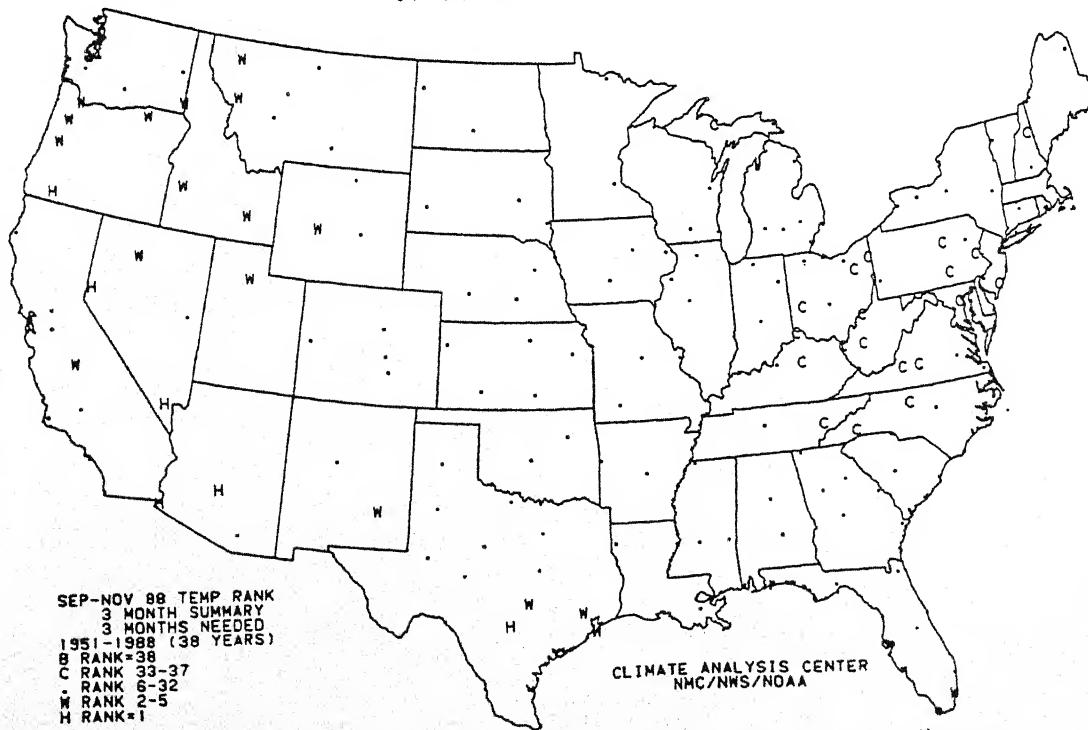 SEP-NOV 88 TEMP RANK
3 MONTH SUMMARY
3 MONTHS NEEDED
1951-1988 (38 YEARS)
B RANK=38
C RANK 33-37
. RANK 6-32
W RANK 2-5
H RANK=1
CLIMATE ANALYSIS CENTER
NMC/NWS/NOAA